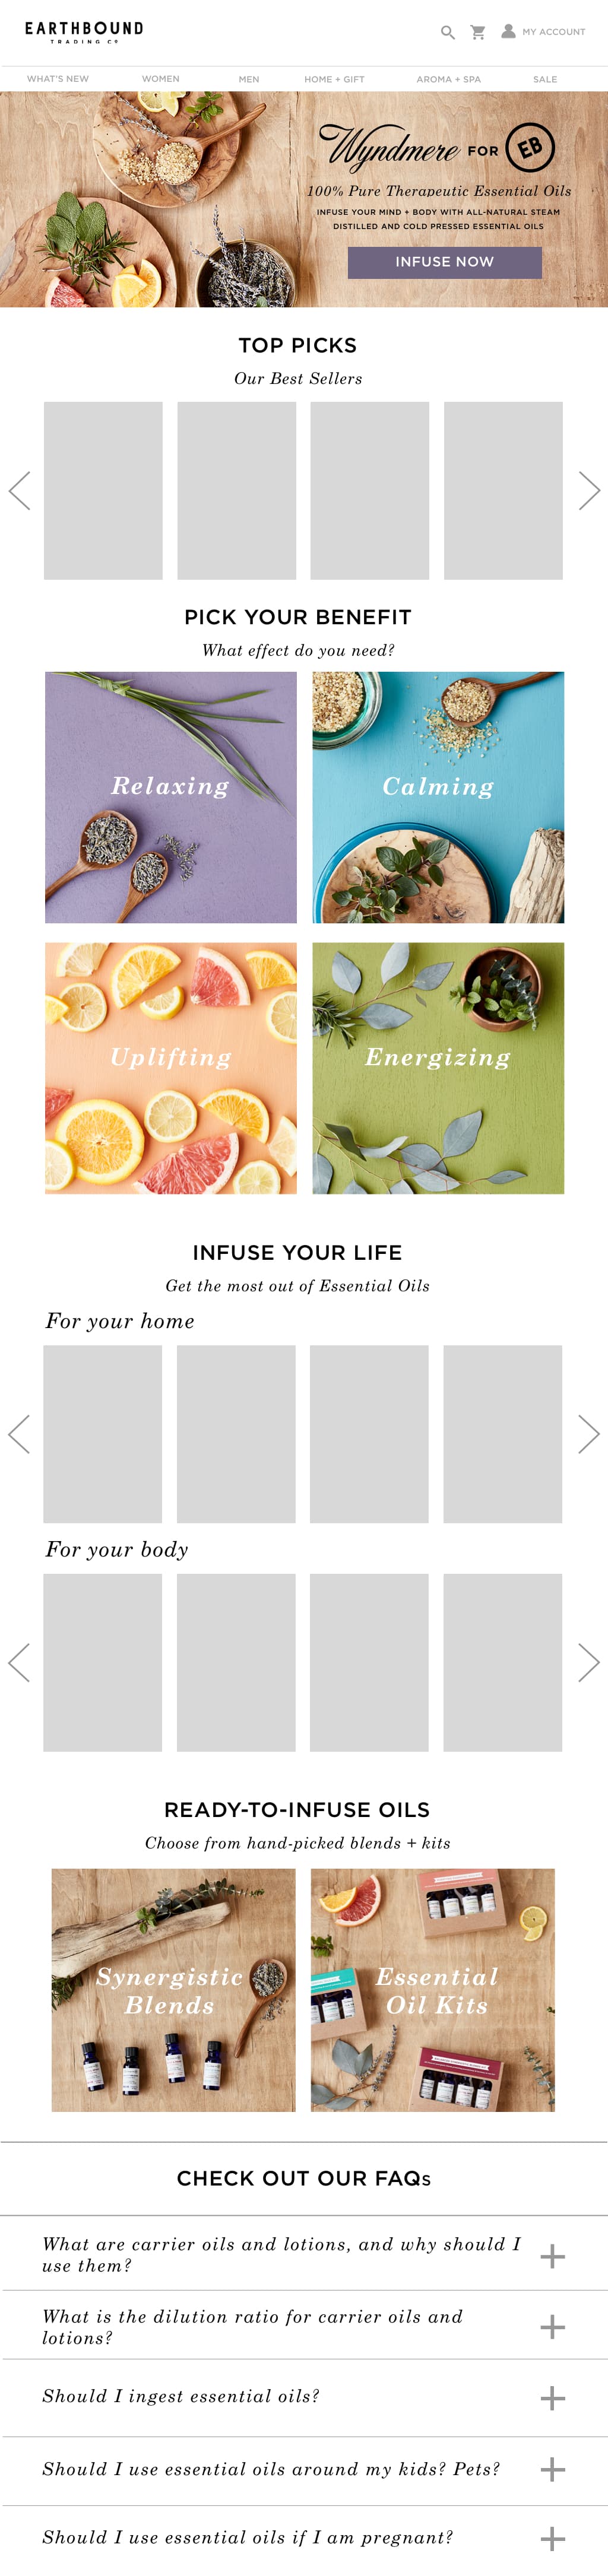 EARTHBOUND
TRADING CO
MY ACCOUNT
WHAT'S NEW
WOMEN
MEN
HOME + GIFT
AROMA + SPA
SALE
Wyndmere FOR EB
100% Pure Therapeutic Essential Oils
INFUSE YOUR MIND + BODY WITH ALL-NATURAL STEAM
DISTILLED AND COLD PRESSED ESSENTIAL OILS
INFUSE NOW
TOP PICKS
Our Best Sellers
PICK YOUR BENEFIT
What effect do you need?
Relaxing
Calming
Uplifting
Energizing
INFUSE YOUR LIFE
Get the most out of Essential Oils
For your home
For your body
READY-TO-INFUSE OILS
Choose from hand-picked blends + kits
Synergistic
Blends
Essential
Oil Kits
CHECK OUT OUR FAQs
What are carrier oils and lotions, and why should I
use them?
What is the dilution ratio for carrier oils and
lotions?
Should I ingest essential oils?
Should I use essential oils around my kids? Pets?
Should I use essential oils if I am pregnant?